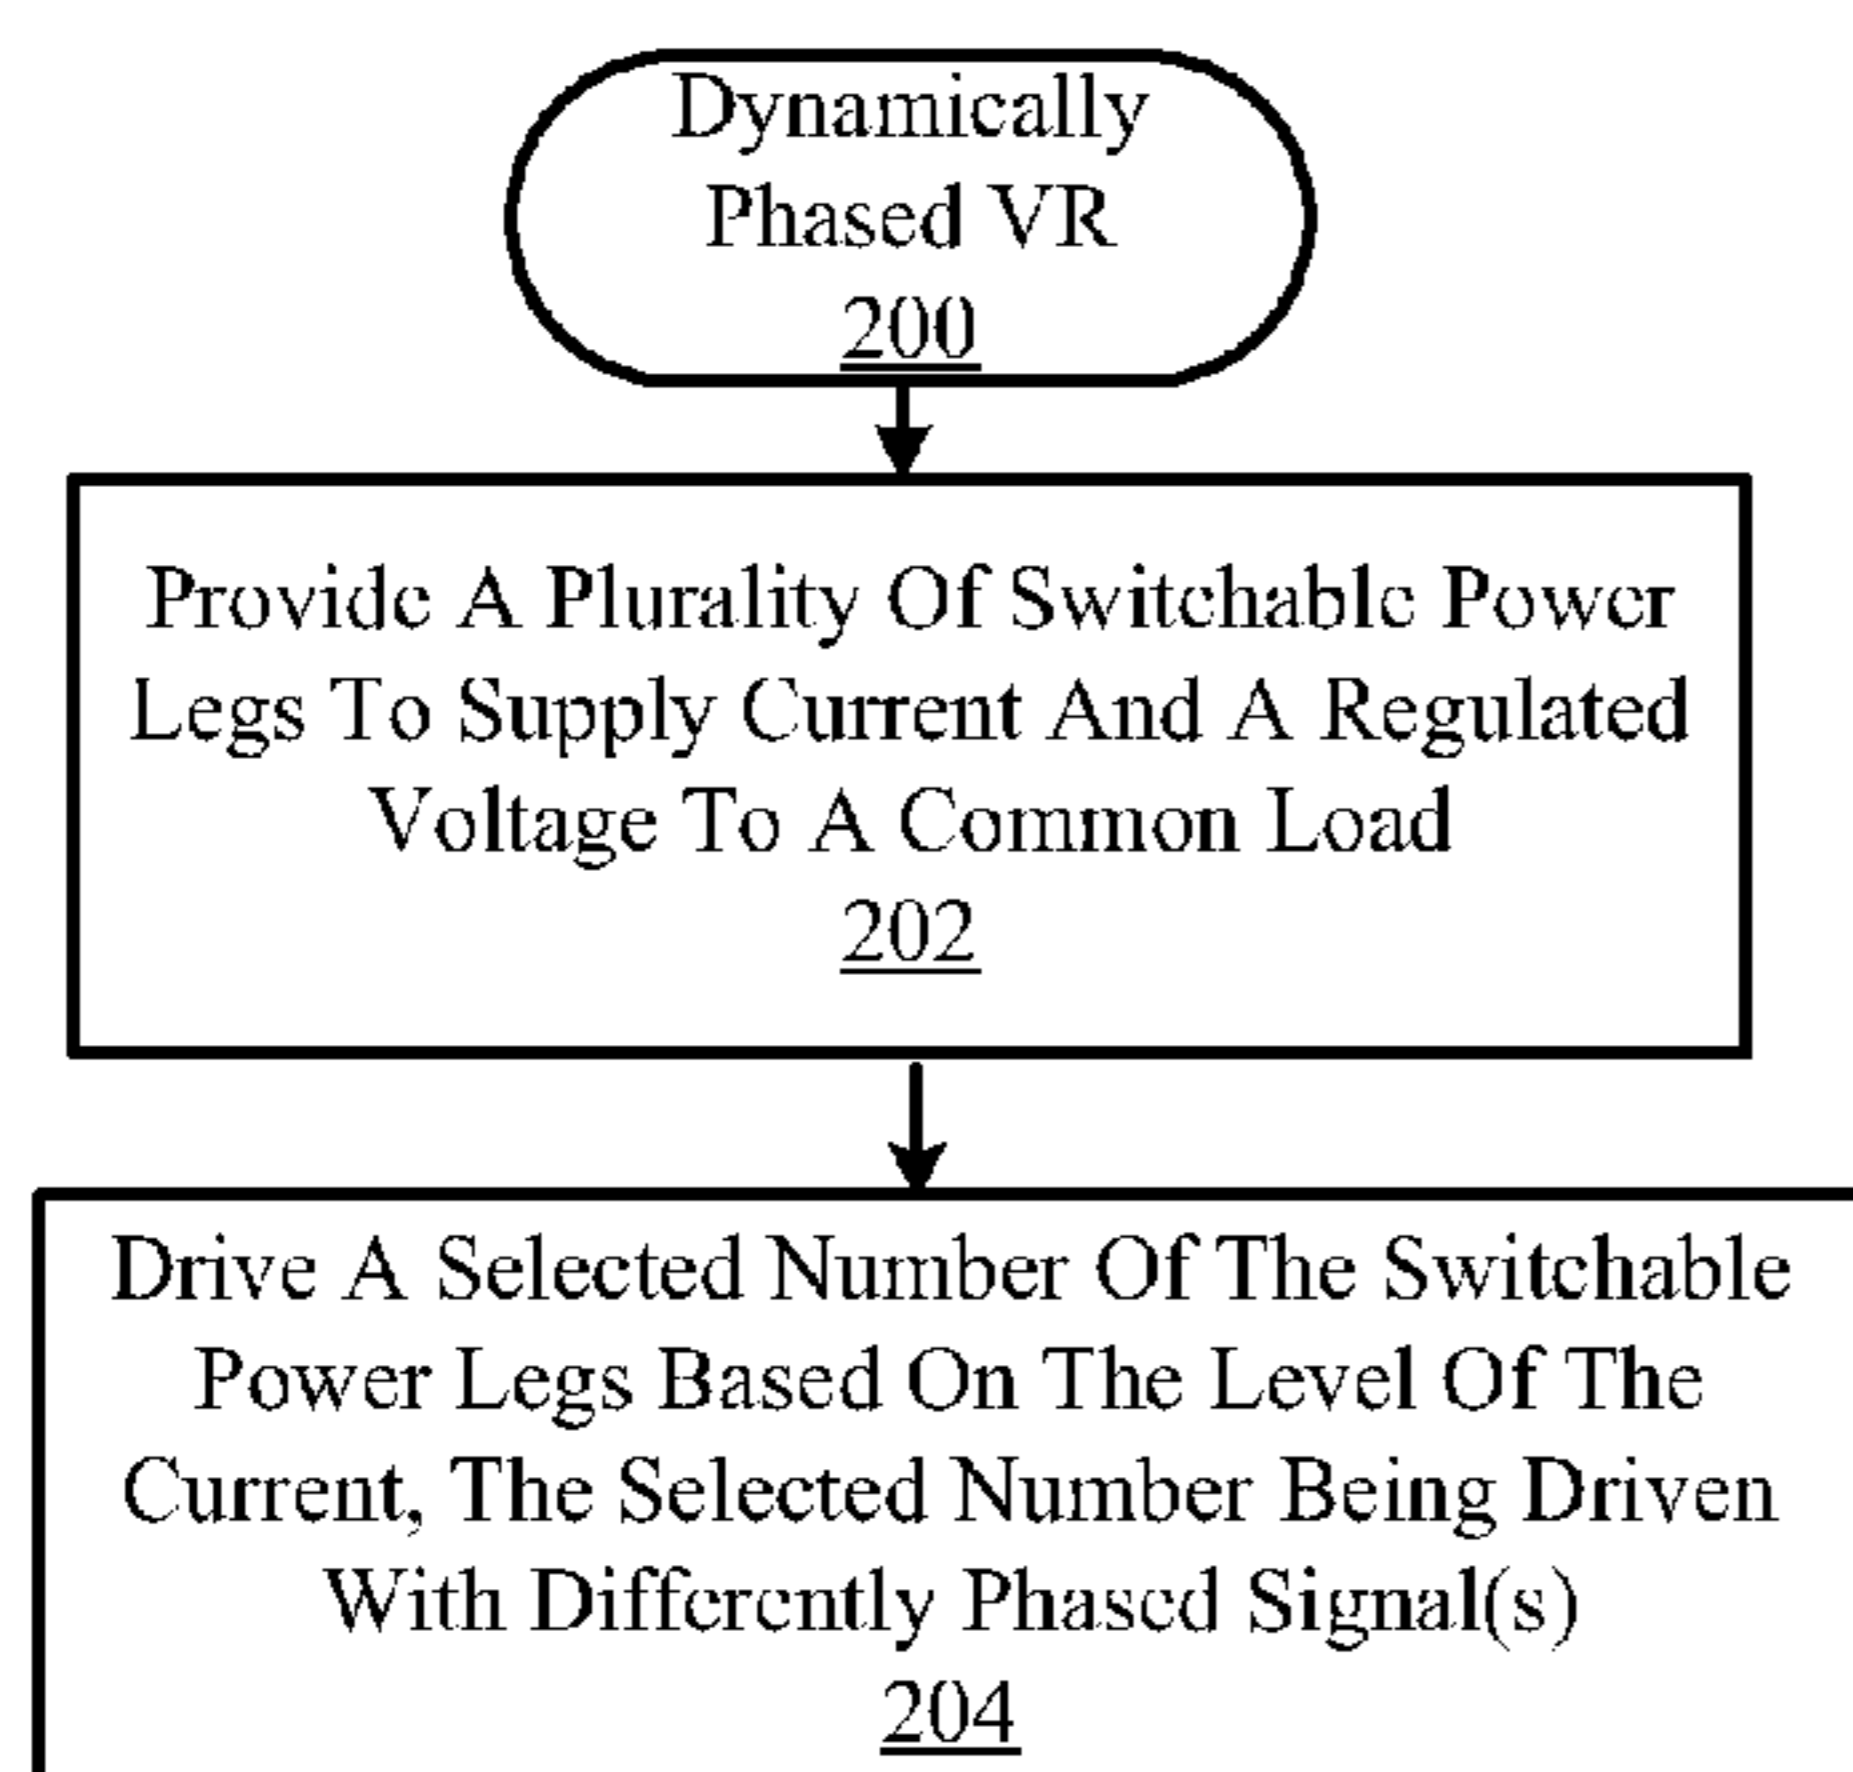 Dynamically
Phased VR
200
Provide A Plurality Of Switchable Power
Legs To Supply Current And A Regulated
Voltage To A Common Load
202
Drive A Selected Number Of The Switchable
Power Legs Based On The Level Of The
Current, The Selected Number Being Driven
With Differently Phased Signal(s)
204